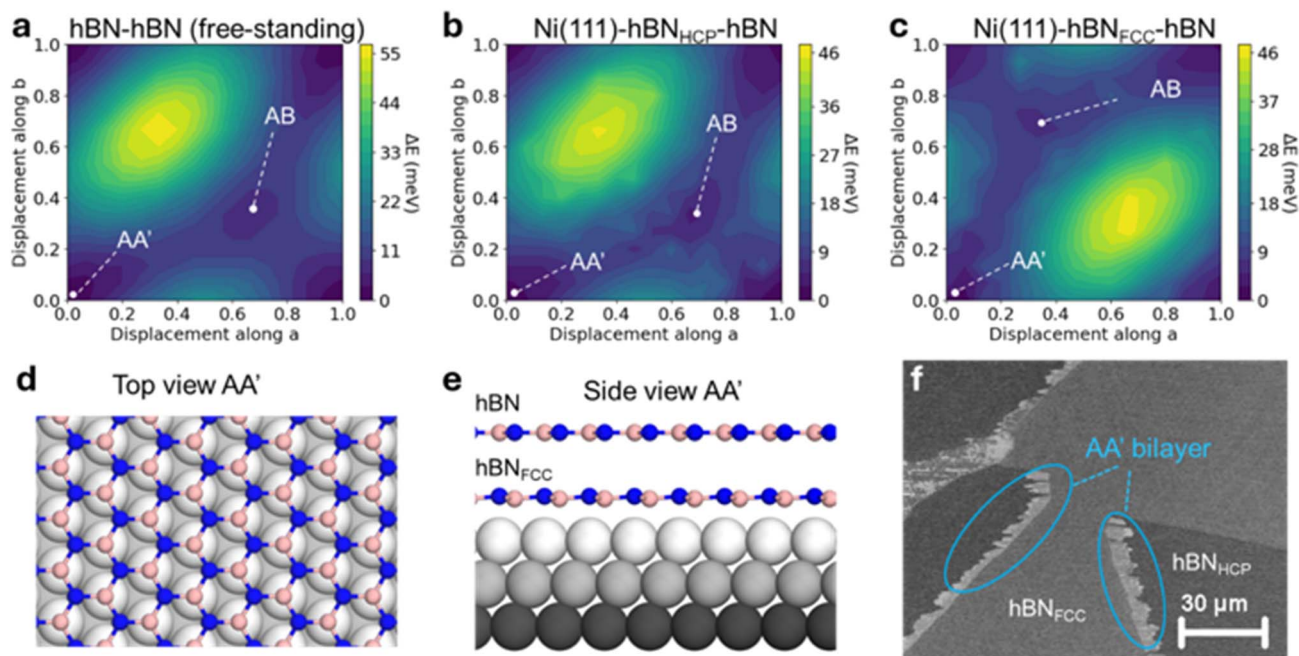 a hBN-hBN (free-standing)
1.0
0.8
0.6
0.4
0.2
0.0
0.0 0.2 0.4 0.6 0.8 1.0
Displacement along b
Displacement along a
AB
AA'
55
44
33
22
11
0
ΔE (meV)
b Ni(111)-hBN_HCP-hBN
1.0
0.8
0.6
0.4
0.2
0.0
0.0 0.2 0.4 0.6 0.8 1.0
Displacement along b
Displacement along a
AB
AA'
46
36
27
18
9
0
ΔE (meV)
c Ni(111)-hBN_FCC-hBN
1.0
0.8
0.6
0.4
0.2
0.0
0.0 0.2 0.4 0.6 0.8 1.0
Displacement along b
Displacement along a
AB
AA'
46
37
28
18
9
0
ΔE (meV)
d Top view AA'
e Side view AA'
hBN
hBN_FCC
f
AA' bilayer
hBN_HCP
hBN_FCC
30 μm